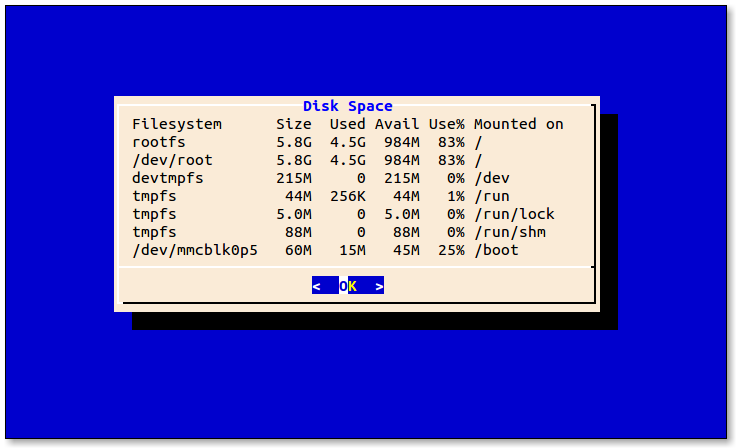 Disk Space
Filesystem Size Used Avail Use% Mounted on
rootfs 5.8G 4.5G 984M 83% /
/dev/root 5.8G 4.5G 984M 83% /
devtmpfs 215M 0 215M 0% /dev
tmpfs 44M 256K 44M 1% /run
tmpfs 5.0M 0 5.0M 0% /run/lock
tmpfs 88M 0 88M 0% /run/shm
/dev/mmcblk0p5 60M 15M 45M 25% /boot
< OK >